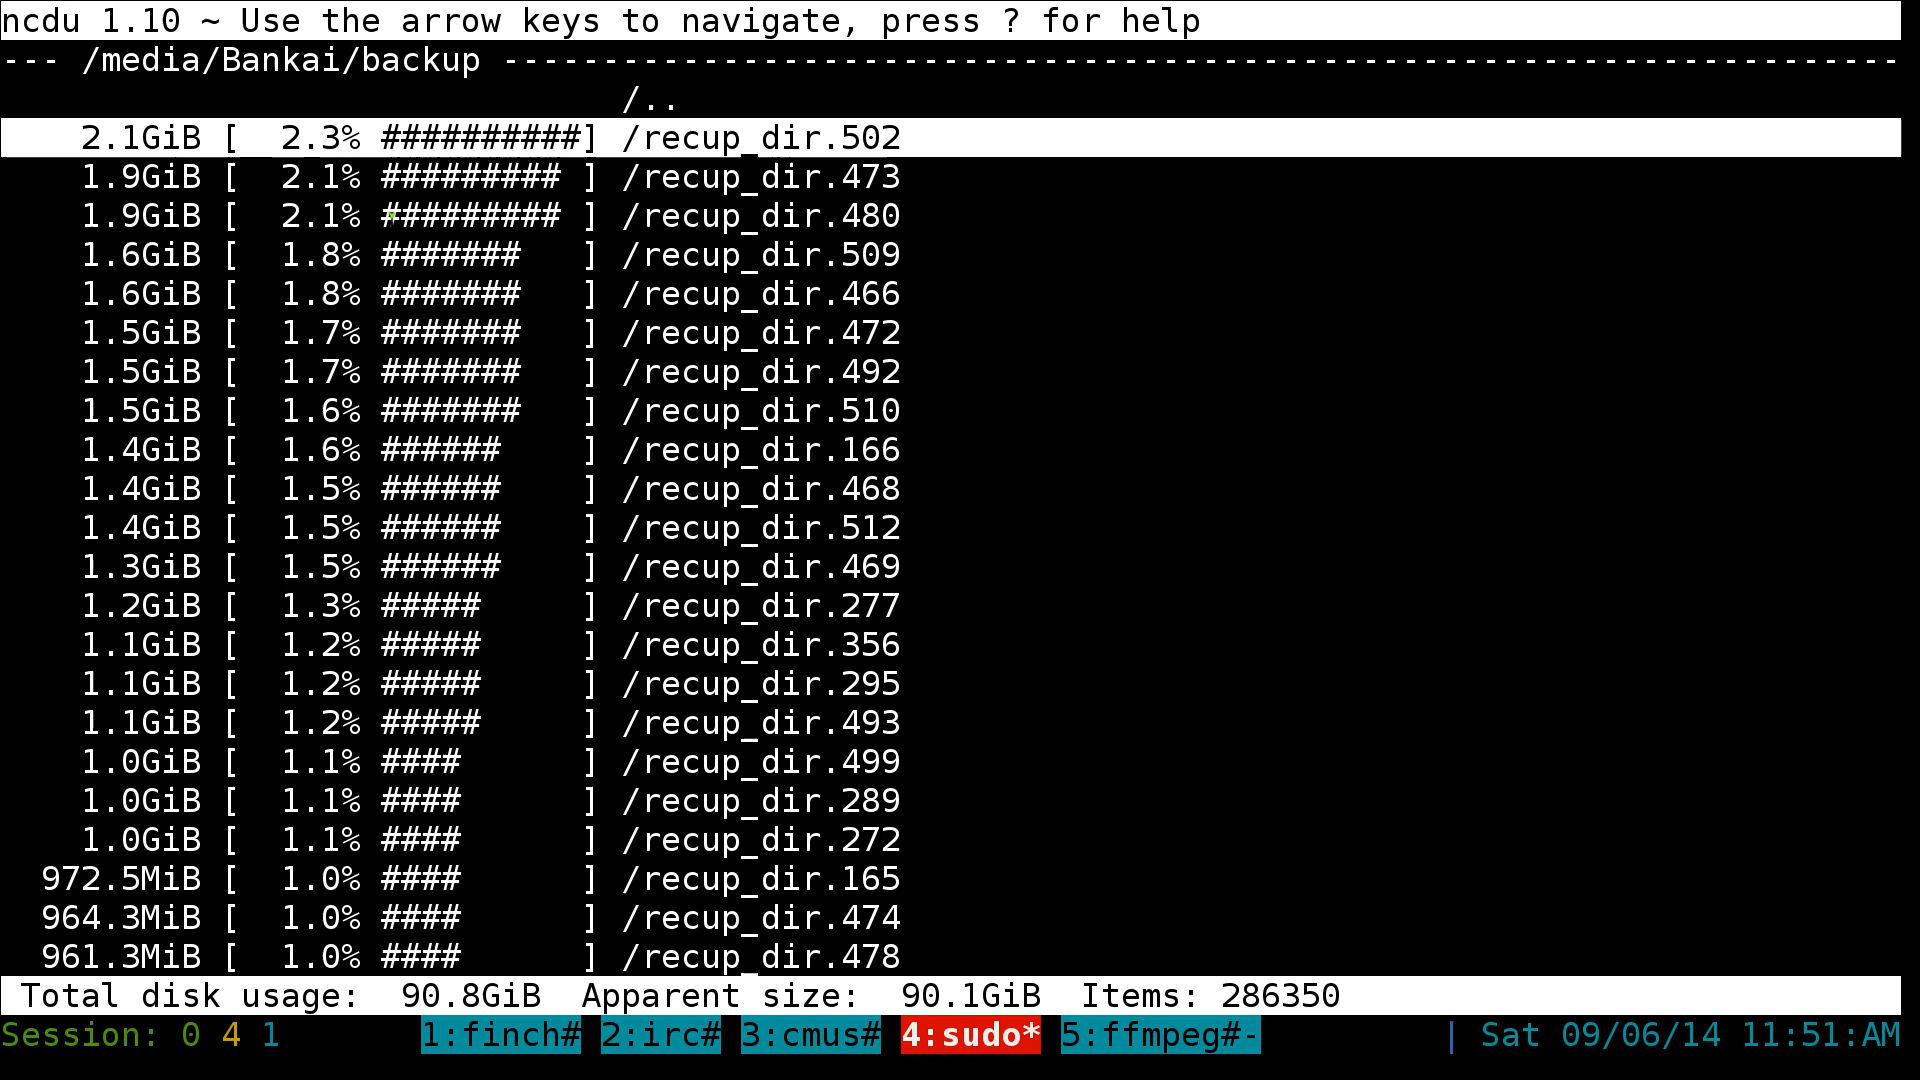 ncdu 1.10 ~ Use the arrow keys to navigate, press ? for help
--- /media/Bankai/backup ----------------------------------------------------------------------
                               /..
    2.1GiB [  2.3% ##########] /recup_dir.502
    1.9GiB [  2.1% ######### ] /recup_dir.473
    1.9GiB [  2.1% ######### ] /recup_dir.480
    1.6GiB [  1.8% #######   ] /recup_dir.509
    1.6GiB [  1.8% #######   ] /recup_dir.466
    1.5GiB [  1.7% #######   ] /recup_dir.472
    1.5GiB [  1.7% #######   ] /recup_dir.492
    1.5GiB [  1.6% #######   ] /recup_dir.510
    1.4GiB [  1.6% ######    ] /recup_dir.166
    1.4GiB [  1.5% ######    ] /recup_dir.468
    1.4GiB [  1.5% ######    ] /recup_dir.512
    1.3GiB [  1.5% ######    ] /recup_dir.469
    1.2GiB [  1.3% #####     ] /recup_dir.277
    1.1GiB [  1.2% #####     ] /recup_dir.356
    1.1GiB [  1.2% #####     ] /recup_dir.295
    1.1GiB [  1.2% #####     ] /recup_dir.493
    1.0GiB [  1.1% ####      ] /recup_dir.499
    1.0GiB [  1.1% ####      ] /recup_dir.289
    1.0GiB [  1.1% ####      ] /recup_dir.272
  972.5MiB [  1.0% ####      ] /recup_dir.165
  964.3MiB [  1.0% ####      ] /recup_dir.474
  961.3MiB [  1.0% ####      ] /recup_dir.478
 Total disk usage:  90.8GiB  Apparent size:  90.1GiB  Items: 286350
Session: 0 4 1       1:finch# 2:irc# 3:cmus# 4:sudo* 5:ffmpeg#-         | Sat 09/06/14 11:51:AM